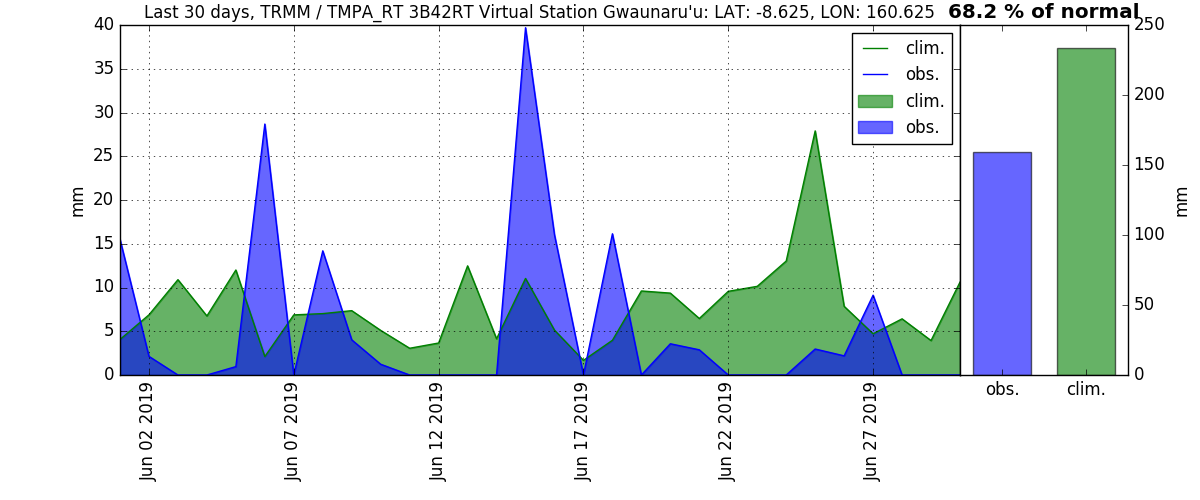 Last 30 days, TRMM / TMPA_RT 3B42RT Virtual Station Gwaunaru'u: LAT: -8.625, LON: 160.625 68.2 % of normal
40
35
30
25
20
15
10
5
0
mm
clim.
obs.
clim.
obs.
Jun 02 2019
Jun 07 2019
Jun 12 2019
Jun 17 2019
Jun 22 2019
Jun 27 2019
250
200
150
100
50
0
mm
obs. clim.